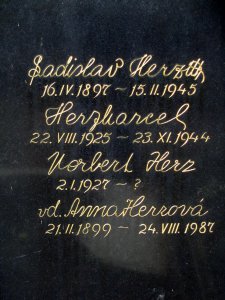 Ladislav Herz
16.IV.1897 ~ 15.II.1945
Herz Karel
22.VIII.1925 ~ 23.XI.1944
Norbert Herz
2.I.1927 ~ ?
vd. Anna Herzová
21.II.1899 ~ 24.VIII.1987